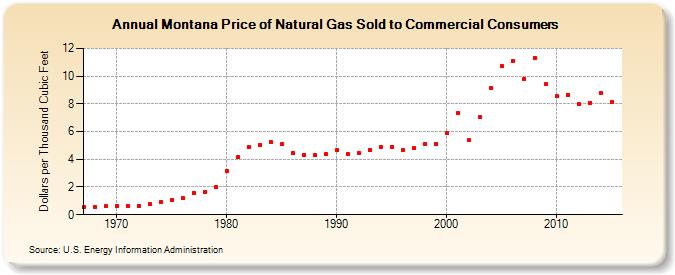 Annual Montana Price of Natural Gas Sold to Commercial Consumers
Dollars per Thousand Cubic Feet
12
10
8
6
4
2
0
1970 1980 1990 2000 2010
Source: U.S. Energy Information Administration